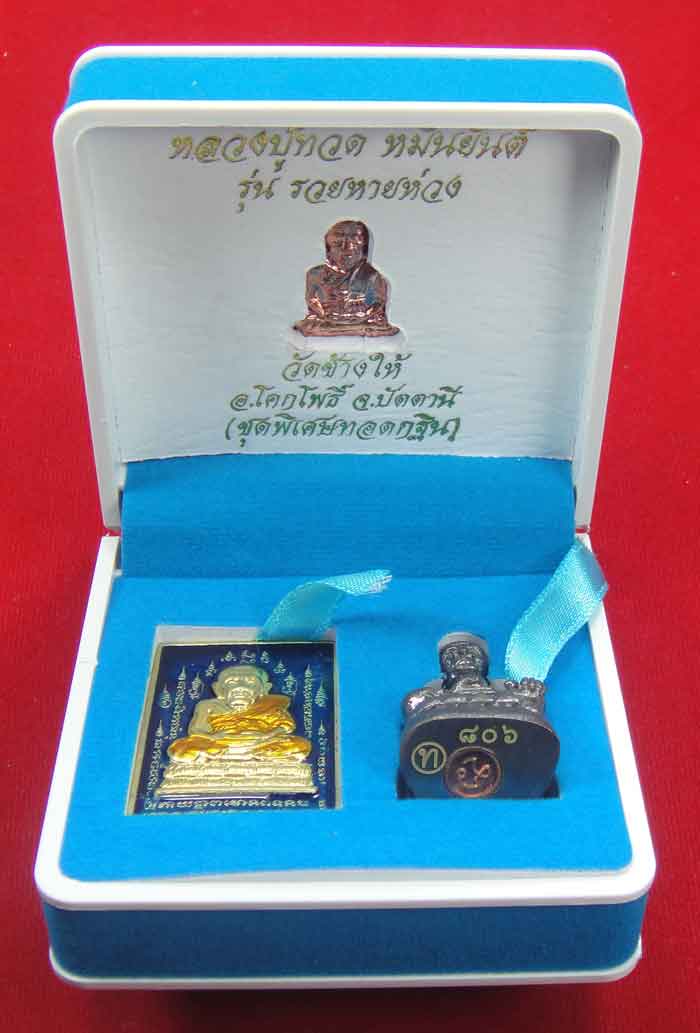 หลวงปู่ทวด หมื่นยันต์
รุ่น รวยหายห่วง
วัดช้างให้
อ.โคกโพธิ์ จ.ปัตตานี
(ชุดพิเศษทอดกฐิน)
๘๐๖
ท